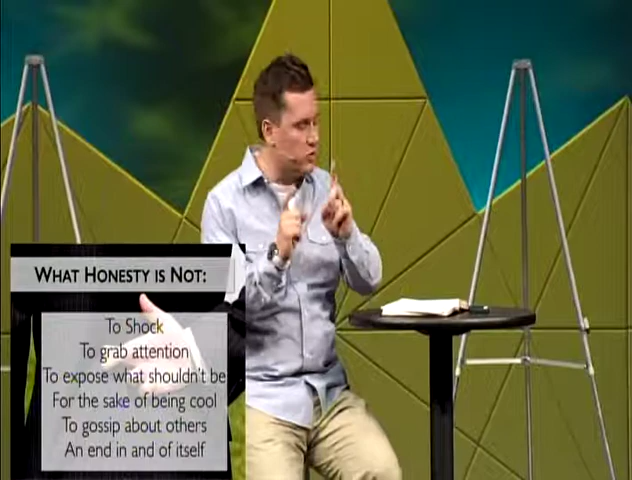 WHAT HONESTY IS NOT:
To Shock
To grab attention
To expose what shouldn't be
For the sake of being cool
To gossip about others
An end in and of itself